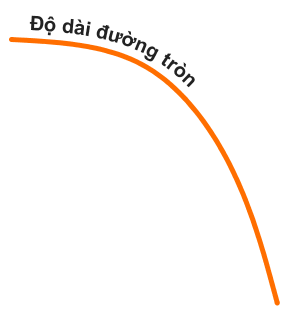 Độ dài đường tròn